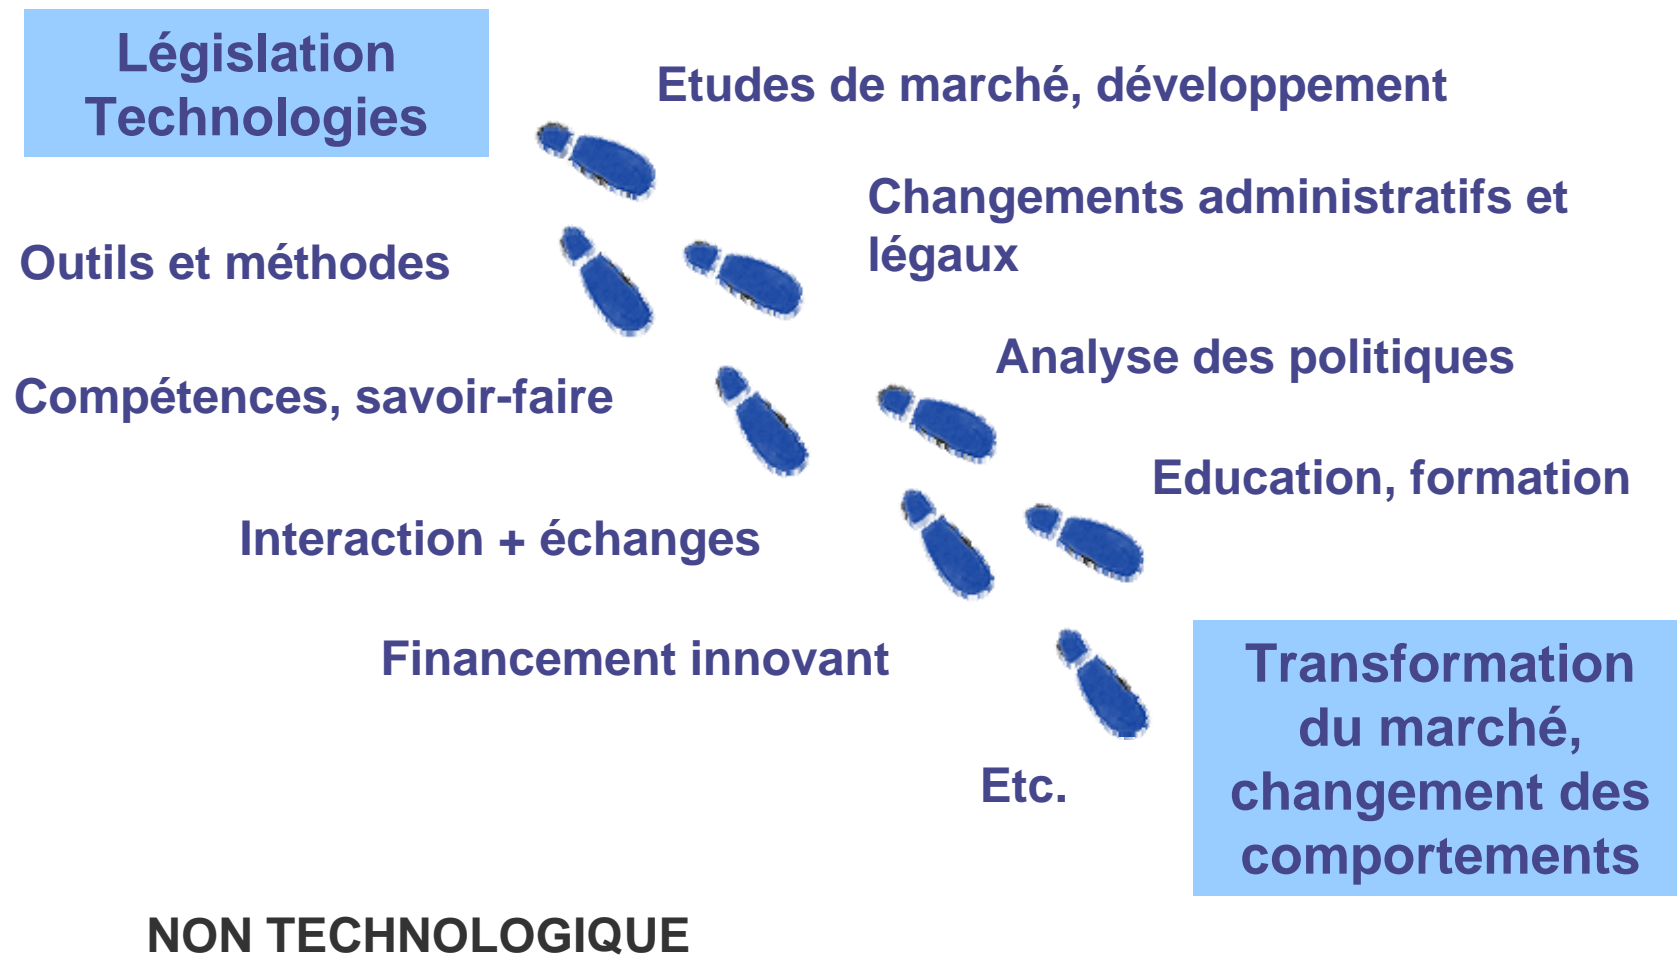 Législation
Technologies
Etudes de marché, développement
Changements administratifs et
légaux
Outils et méthodes
Analyse des politiques
Compétences, savoir-faire
Education, formation
Interaction + échanges
Financement innovant
Transformation
du marché,
changement des
comportements
Etc.
NON TECHNOLOGIQUE